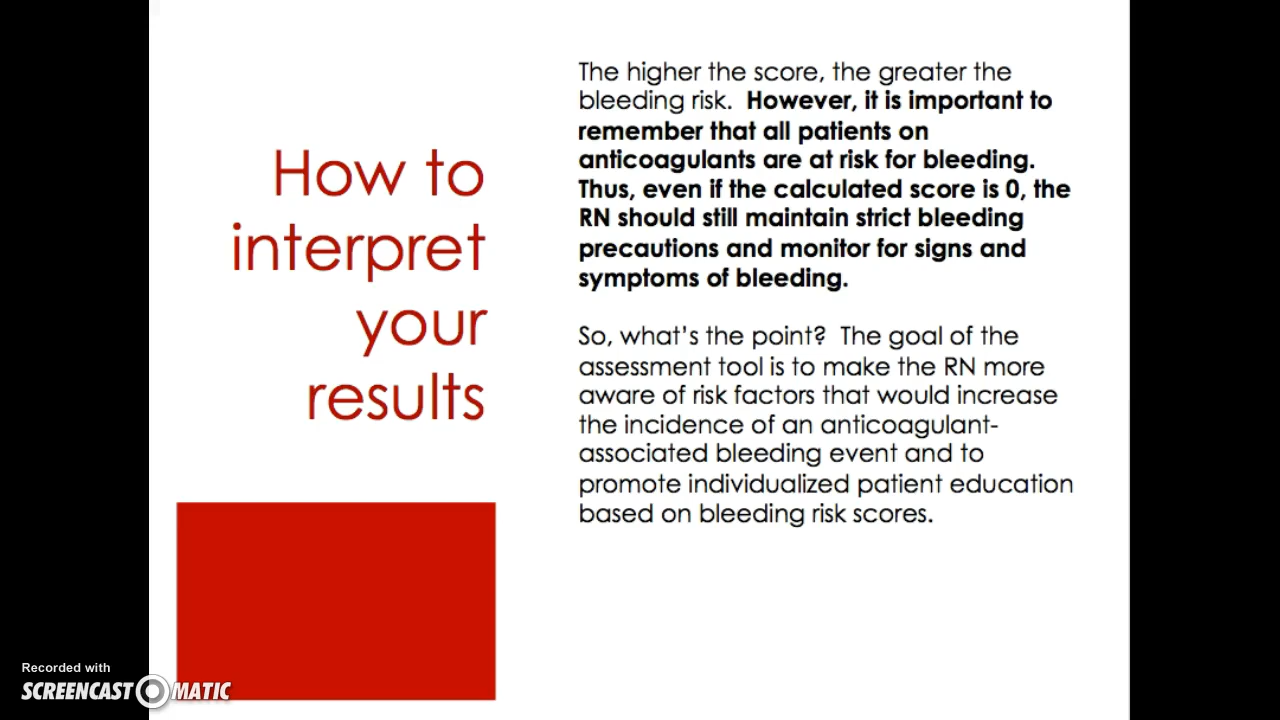 How to
interpret
your
results
The higher the score, the greater the
bleeding risk.  However, it is important to
remember that all patients on
anticoagulants are at risk for bleeding.
Thus, even if the calculated score is 0, the
RN should still maintain strict bleeding
precautions and monitor for signs and
symptoms of bleeding.
So, what's the point?  The goal of the
assessment tool is to make the RN more
aware of risk factors that would increase
the incidence of an anticoagulant-
associated bleeding event and to
promote individualized patient education
based on bleeding risk scores.
Recorded with
SCREENCAST MATIC